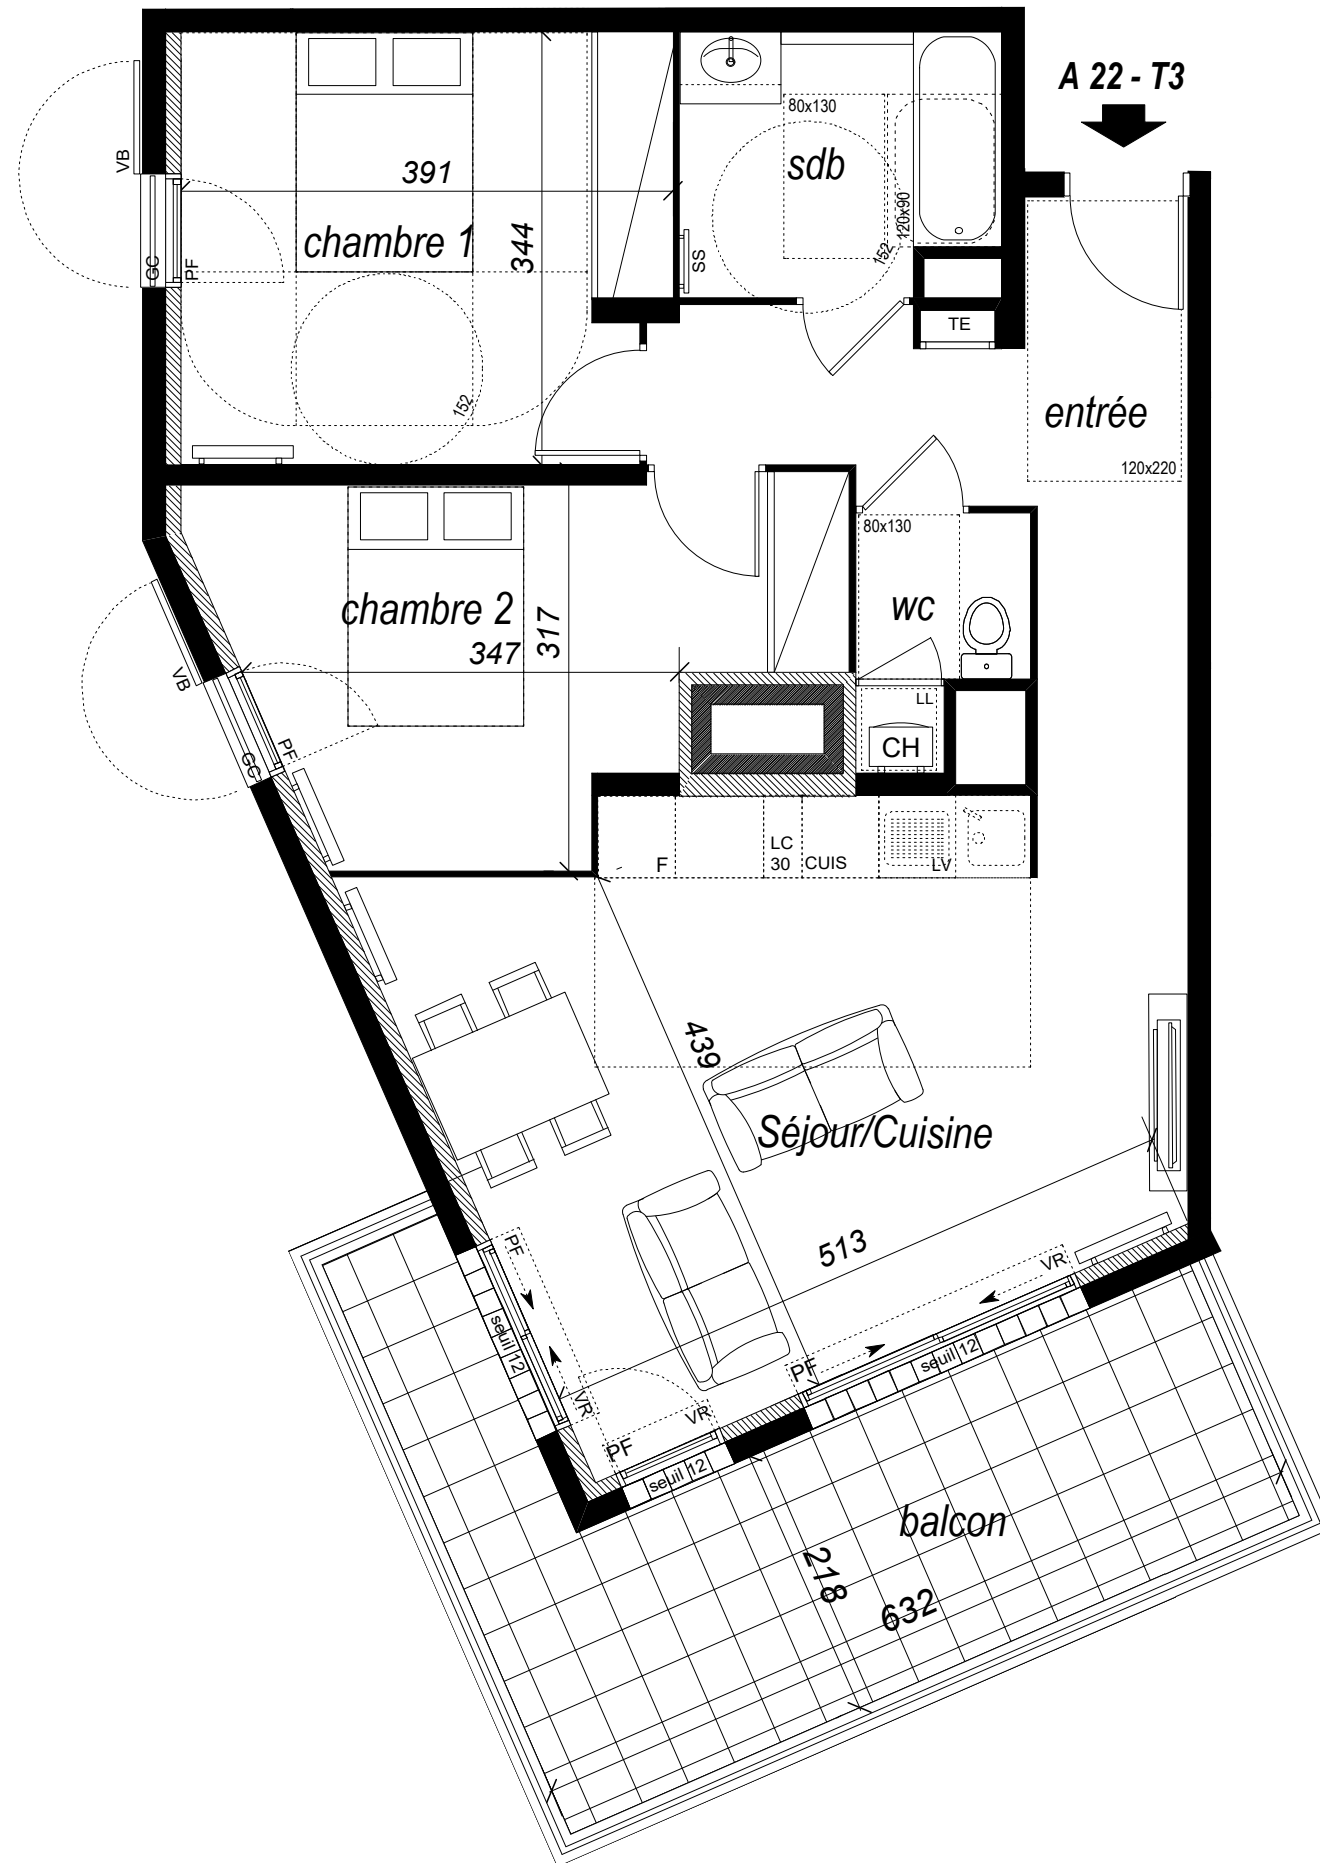 A 22 - T3
80x130
sdb
VB
391
120x90
chambre 1
344
152
GC
PF
SS
TE
152
entrée
120x220
80x130
chambre 2
317
wc
347
VB
LL
PF
GC
CH
F
LC
30
CUIS
LV
439
Séjour/Cuisine
513
PF
VR
seuil 12
seuil 12
PF
VR
VR
PF
seuil 12
balcon
218
632